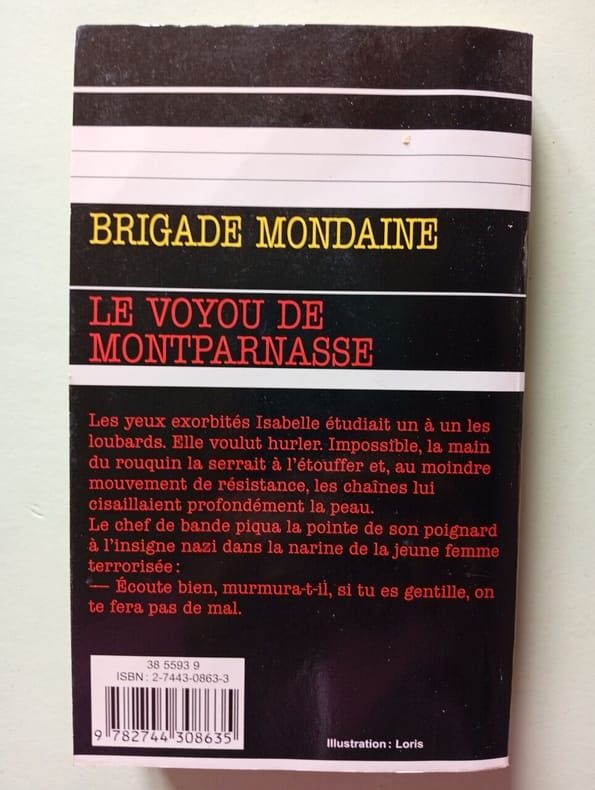 BRIGADE MONDAINE
LE VOYOU DE
MONTPARNASSE
Les yeux exorbités Isabelle étudiait un à un les
loubards. Elle voulut hurler. Impossible, la main
du rouquin la serrait à l'étouffer et, au moindre
mouvement de résistance, les chaînes lui
cisaillaient profondément la peau.
Le chef de bande piqua la pointe de son poignard
à l'insigne nazi dans la narine de la jeune femme
terrorisée :
— Écoute bien, murmura-t-il, si tu es gentille, on
te fera pas de mal.
38 5593 9
ISBN : 2-7443-0863-3
9 782744 308635
Illustration : Loris